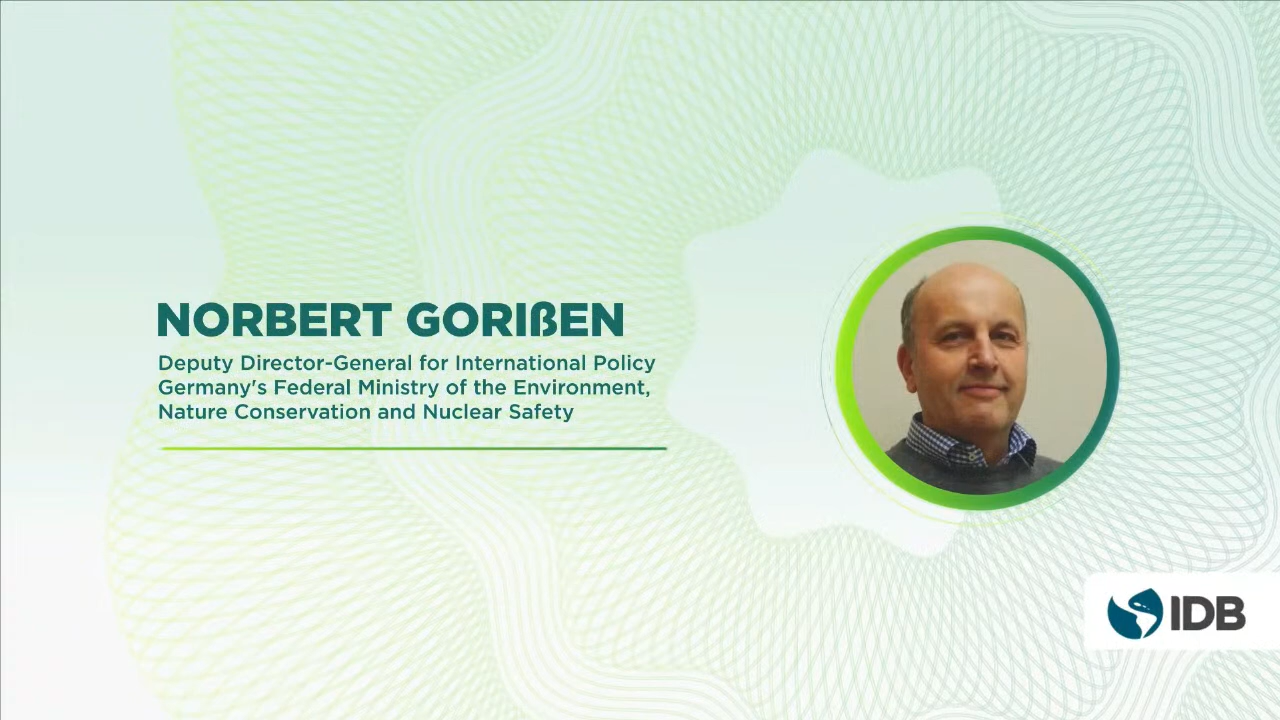 NORBERT GORIßEN
Deputy Director-General for International Policy
Germany's Federal Ministry of the Environment,
Nature Conservation and Nuclear Safety
IDB